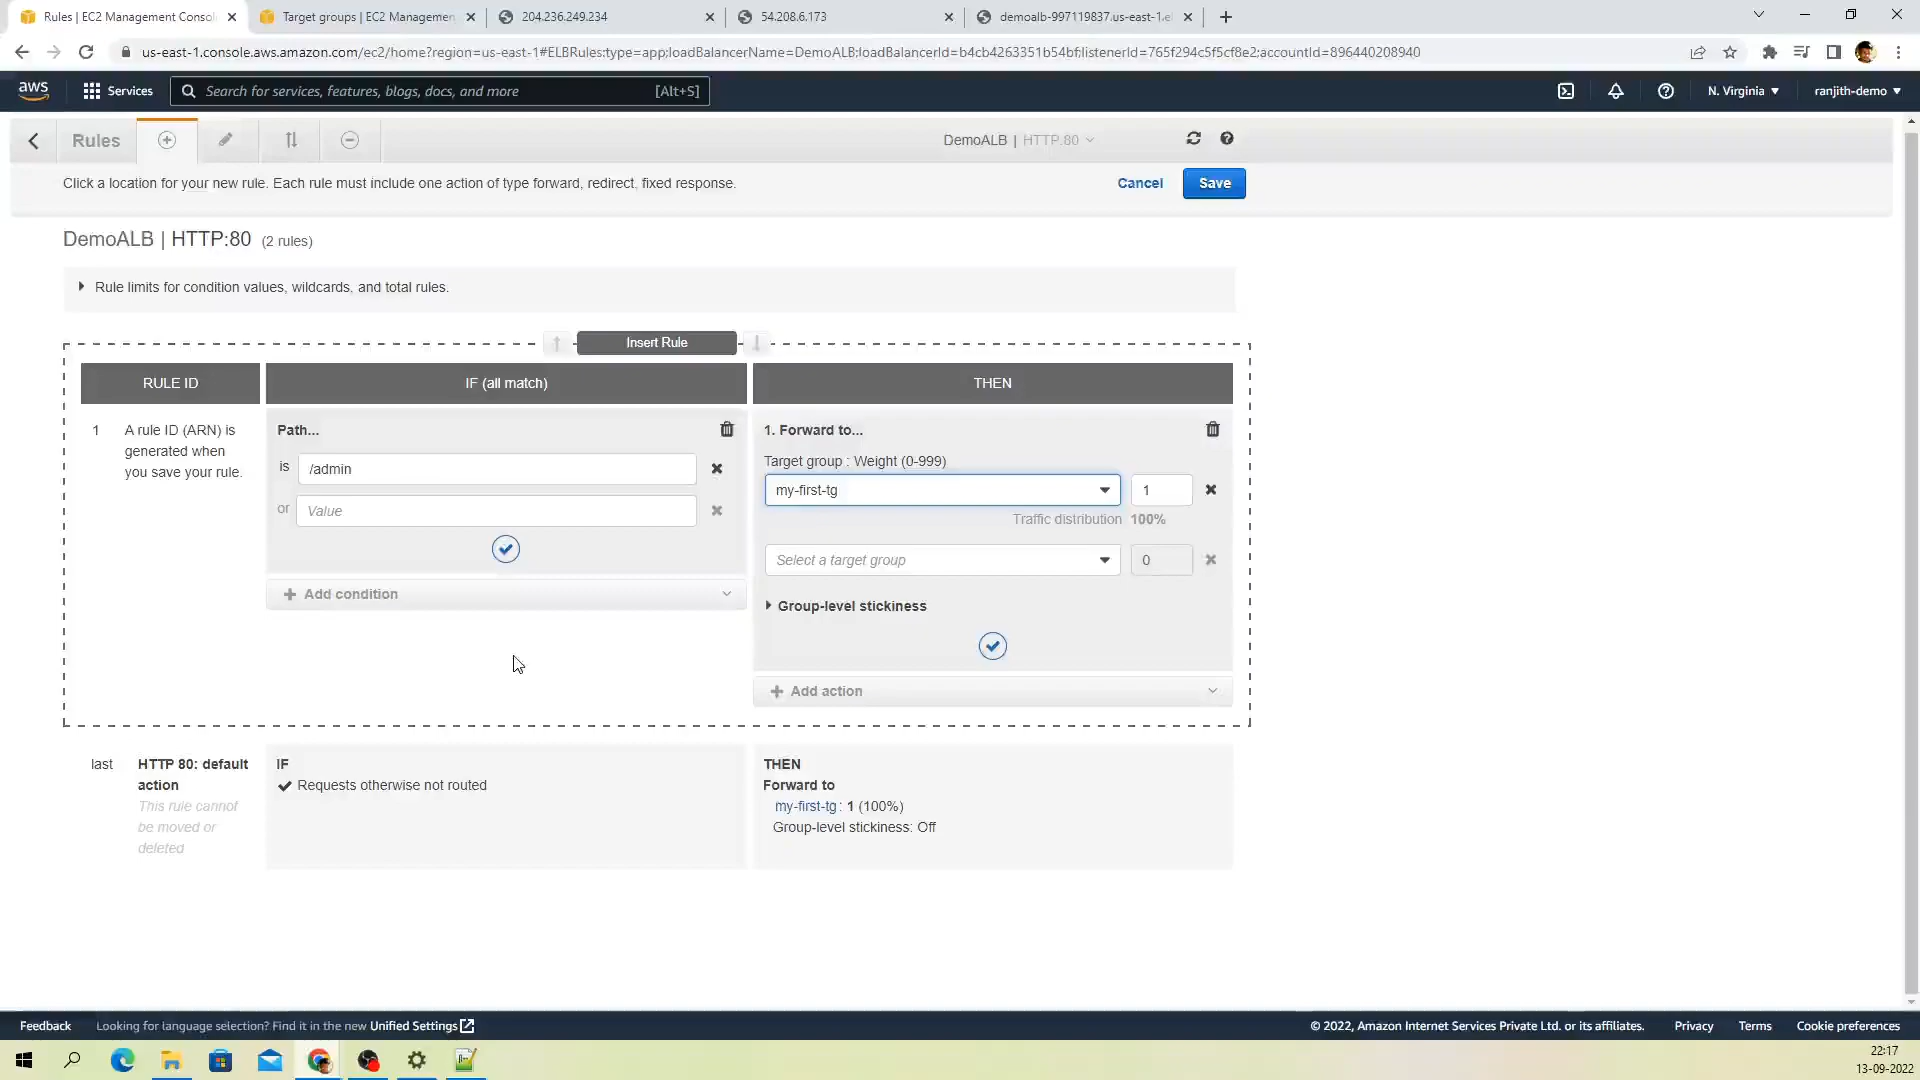 Rules | EC2 Management Consol
Target groups | EC2 Managemen
204.236.249.234
54.208.6.173
demoalb-997119837.us-east-1.el
us-east-1.console.aws.amazon.com/ec2/home?region=us-east-1#ELBRules:type=app;loadBalancerName=DemoALB;loadBalancerId=b4cb4263351b54bf;listenerId=765f294c5f5cf8e2;accountId=896440208940
aws
Services
Search for services, features, blogs, docs, and more
[Alt+S]
N. Virginia
ranjith-demo
Rules
DemoALB | HTTP:80
Click a location for your new rule. Each rule must include one action of type forward, redirect, fixed response.
Cancel
Save
DemoALB | HTTP:80 (2 rules)
Rule limits for condition values, wildcards, and total rules.
Insert Rule
RULE ID
IF (all match)
THEN
1
A rule ID (ARN) is
generated when
you save your rule.
Path...
is
/admin
or
Value
Add condition
1. Forward to...
Target group : Weight (0-999)
my-first-tg
1
Traffic distribution 100%
Select a target group
0
Group-level stickiness
Add action
last
HTTP 80: default
action
This rule cannot
be moved or
deleted
IF
Requests otherwise not routed
THEN
Forward to
my-first-tg: 1 (100%)
Group-level stickiness: Off
Feedback
Looking for language selection? Find it in the new Unified Settings
© 2022, Amazon Internet Services Private Ltd. or its affiliates.
Privacy
Terms
Cookie preferences
22:17
13-09-2022